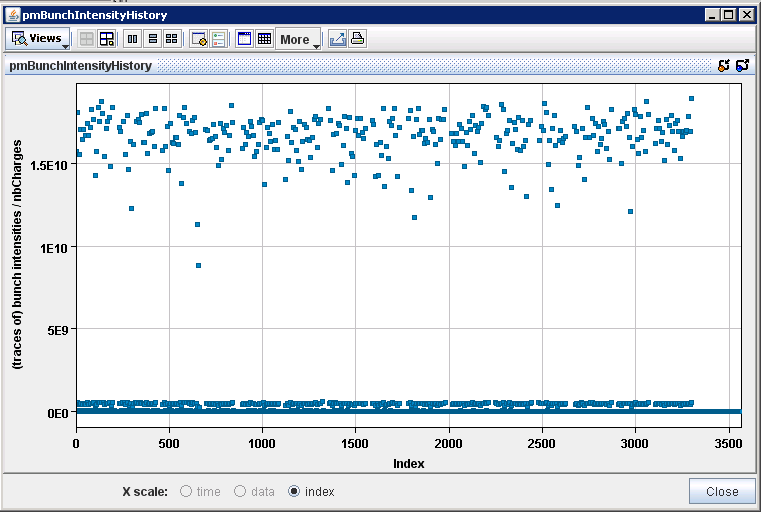 pmBunchIntensityHistory
Views
More
pmBunchIntensityHistory
(traces of) bunch intensities / nbCharges
1.5E10
1E10
5E9
0E0
0 500 1000 1500 2000 2500 3000 3500
Index
X scale: time data index
Close